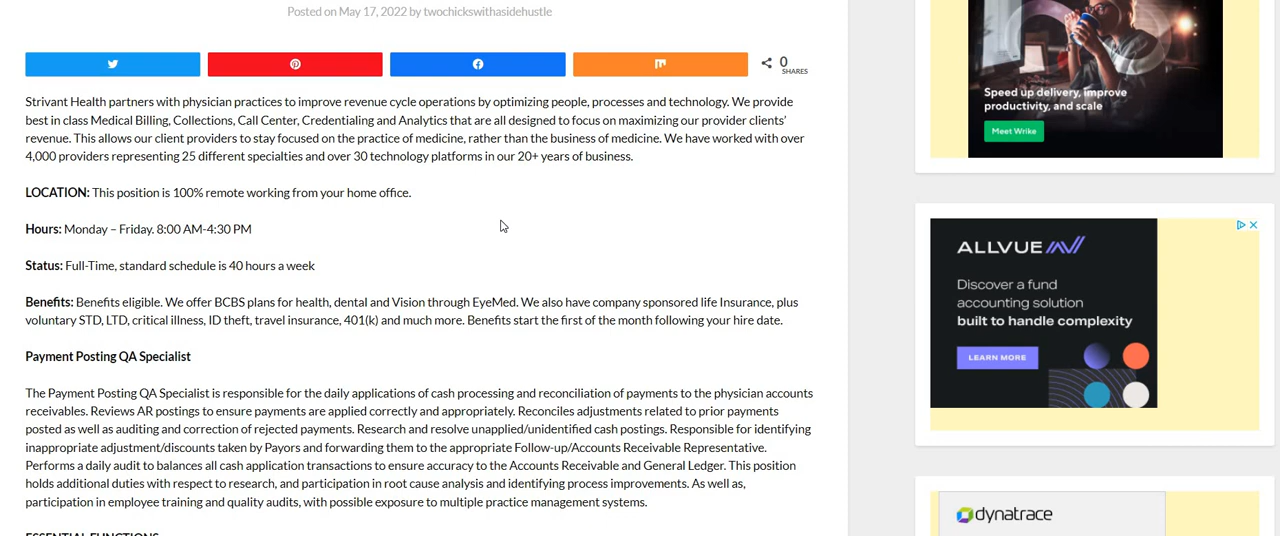 Posted on May 17, 2022 by twochickswithasidehustle
0
SHARES
Strivant Health partners with physician practices to improve revenue cycle operations by optimizing people, processes and technology. We provide
best in class Medical Billing, Collections, Call Center, Credentialing and Analytics that are all designed to focus on maximizing our provider clients'
revenue. This allows our client providers to stay focused on the practice of medicine, rather than the business of medicine. We have worked with over
4,000 providers representing 25 different specialties and over 30 technology platforms in our 20+ years of business.
LOCATION: This position is 100% remote working from your home office.
Hours: Monday – Friday. 8:00 AM-4:30 PM
Status: Full-Time, standard schedule is 40 hours a week
Benefits: Benefits eligible. We offer BCBS plans for health, dental and Vision through EyeMed. We also have company sponsored life Insurance, plus
voluntary STD, LTD, critical illness, ID theft, travel insurance, 401(k) and much more. Benefits start the first of the month following your hire date.
Payment Posting QA Specialist
The Payment Posting QA Specialist is responsible for the daily applications of cash processing and reconciliation of payments to the physician accounts
receivables. Reviews AR postings to ensure payments are applied correctly and appropriately. Reconciles adjustments related to prior payments
posted as well as auditing and correction of rejected payments. Research and resolve unapplied/unidentified cash postings. Responsible for identifying
inappropriate adjustment/discounts taken by Payors and forwarding them to the appropriate Follow-up/Accounts Receivable Representative.
Performs a daily audit to balances all cash application transactions to ensure accuracy to the Accounts Receivable and General Ledger. This position
holds additional duties with respect to research, and participation in root cause analysis and identifying process improvements. As well as,
participation in employee training and quality audits, with possible exposure to multiple practice management systems.
ESSENTIAL FUNCTIONS
Speed up delivery, improve
productivity, and scale
Meet Wrike
ALLVUE
Discover a fund
accounting solution
built to handle complexity
LEARN MORE
dynatrace